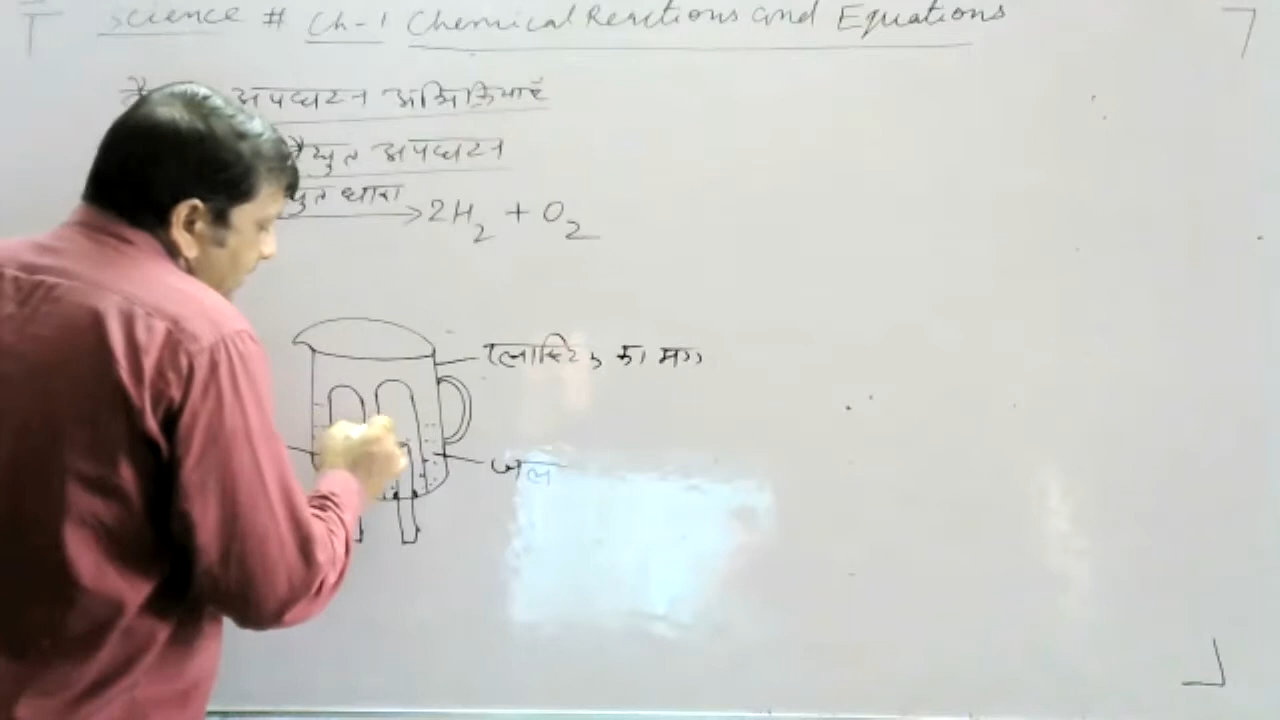 Science # Ch-1 Chemical Reactions and Equations
अपघटन अभिक्रियाएँ
अपघटन
धारा
2H₂ + O₂
प्लास्टिक का मग
जल